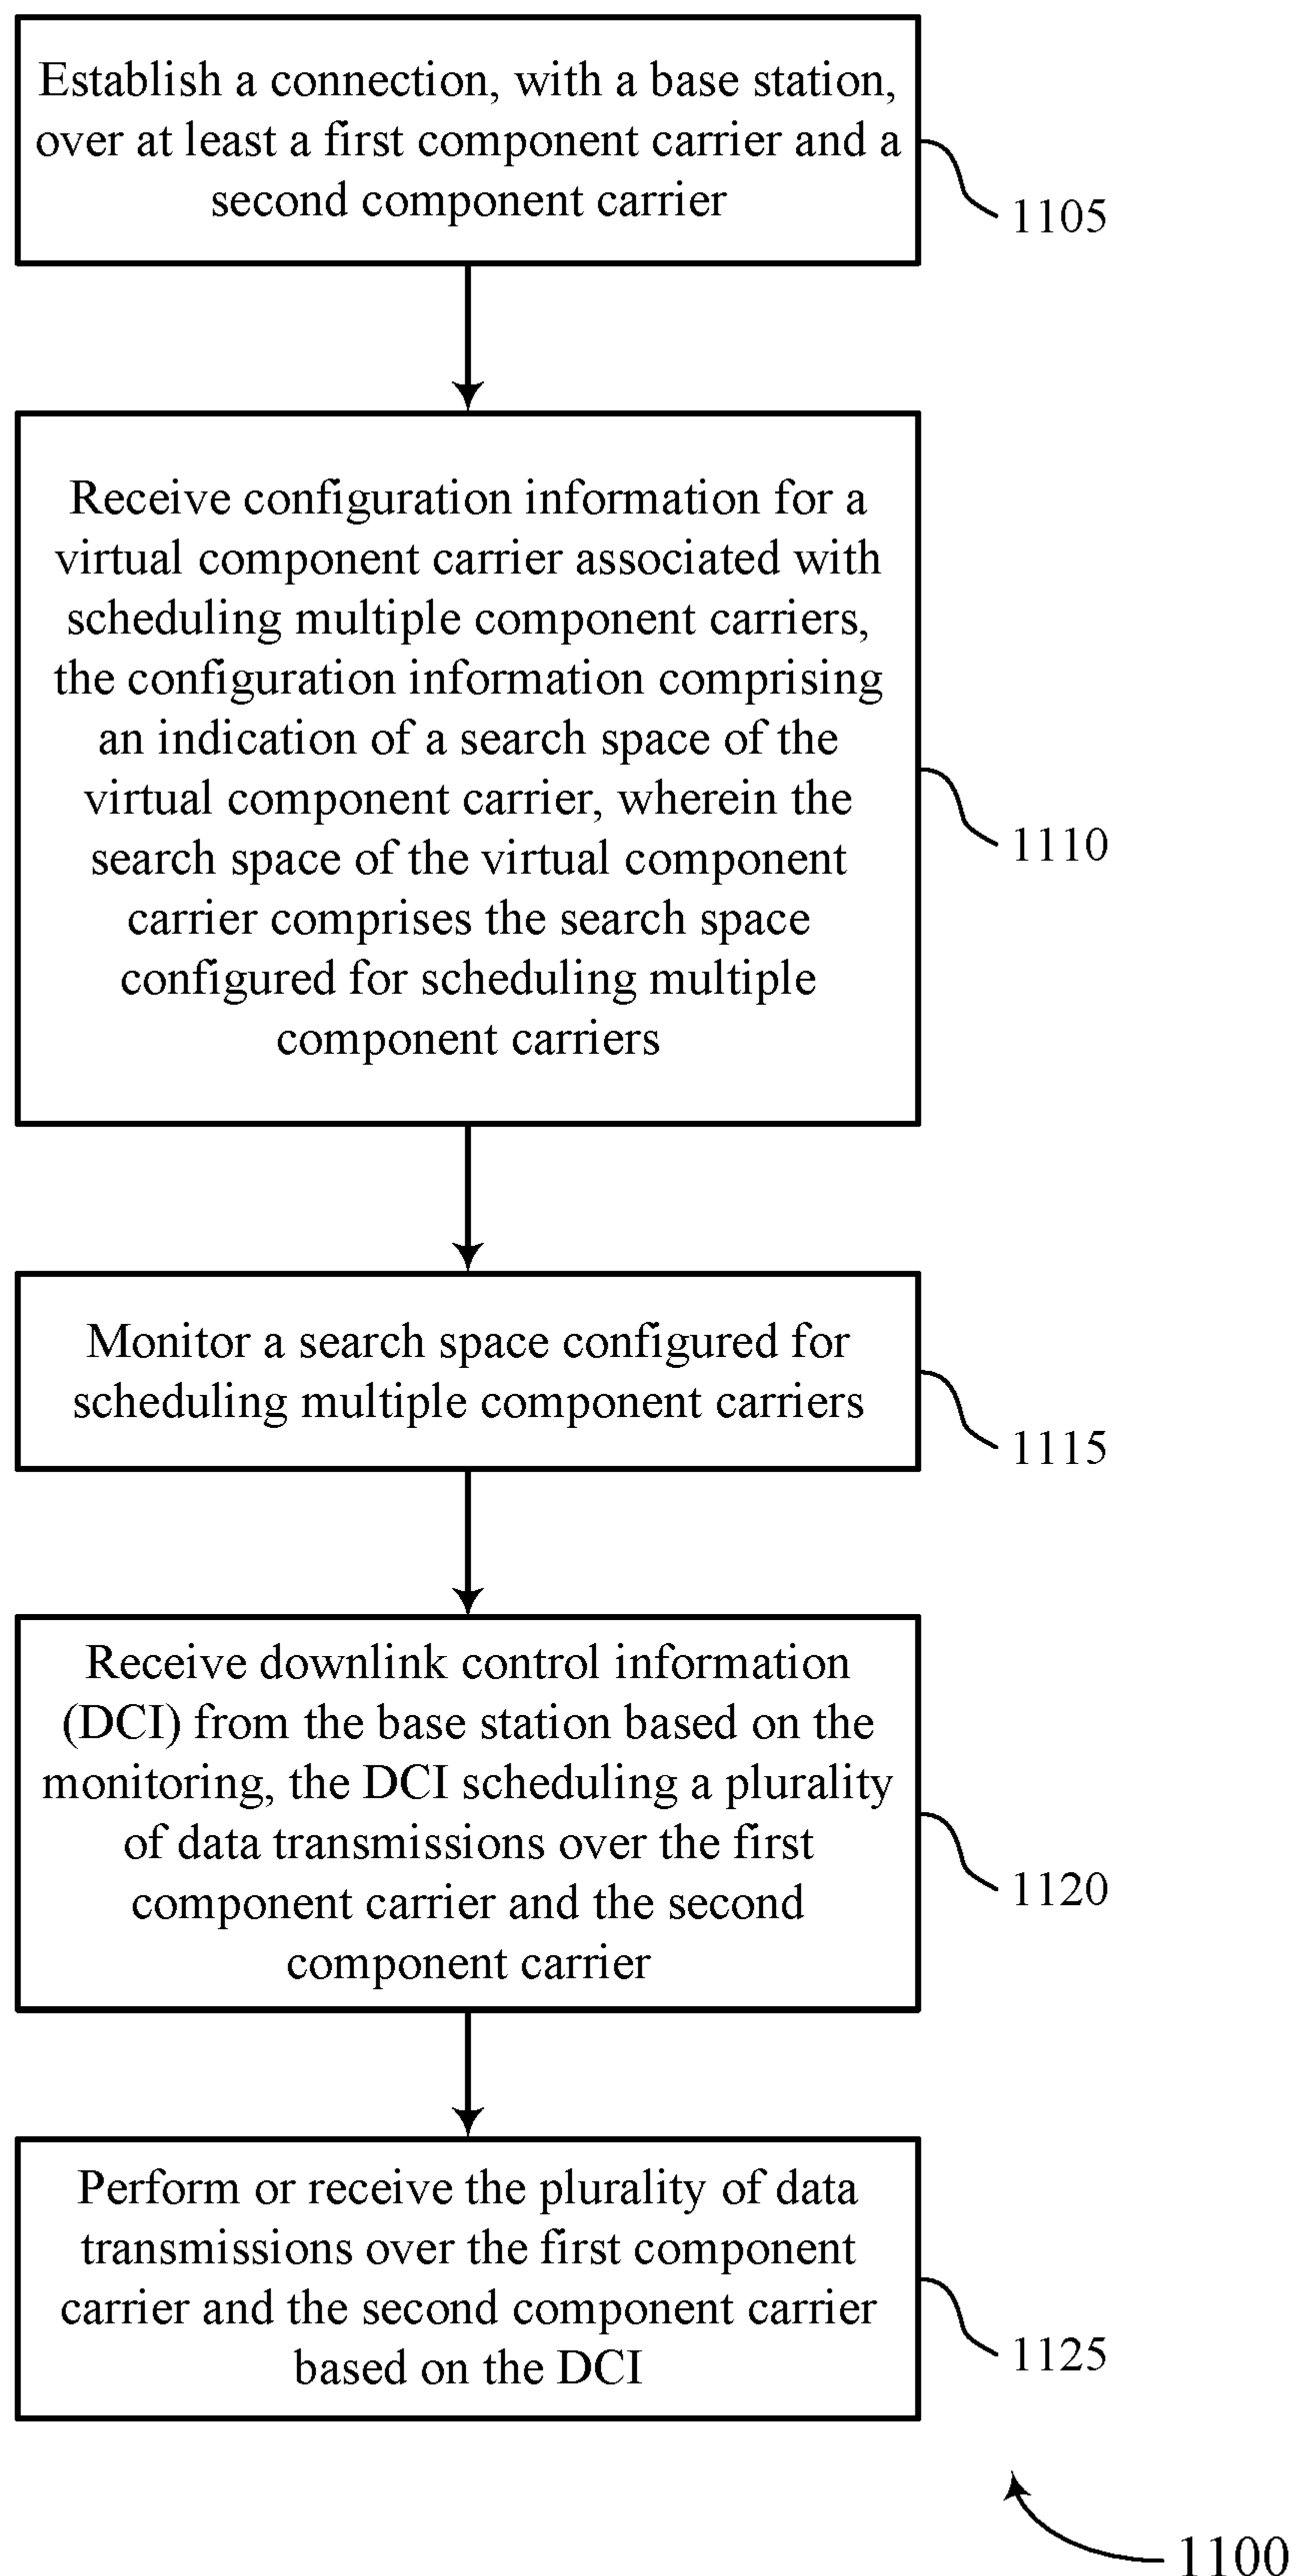 Establish a connection, with a base station,
over at least a first component carrier and a
second component carrier
1105
Receive configuration information for a
virtual component carrier associated with
scheduling multiple component carriers,
the configuration information comprising
an indication of a search space of the
virtual component carrier, wherein the
search space of the virtual component
carrier comprises the search space
configured for scheduling multiple
component carriers
1110
Monitor a search space configured for
scheduling multiple component carriers
1115
Receive downlink control information
(DCI) from the base station based on the
monitoring, the DCI scheduling a plurality
of data transmissions over the first
component carrier and the second
component carrier
1120
Perform or receive the plurality of data
transmissions over the first component
carrier and the second component carrier
based on the DCI
1125
1100